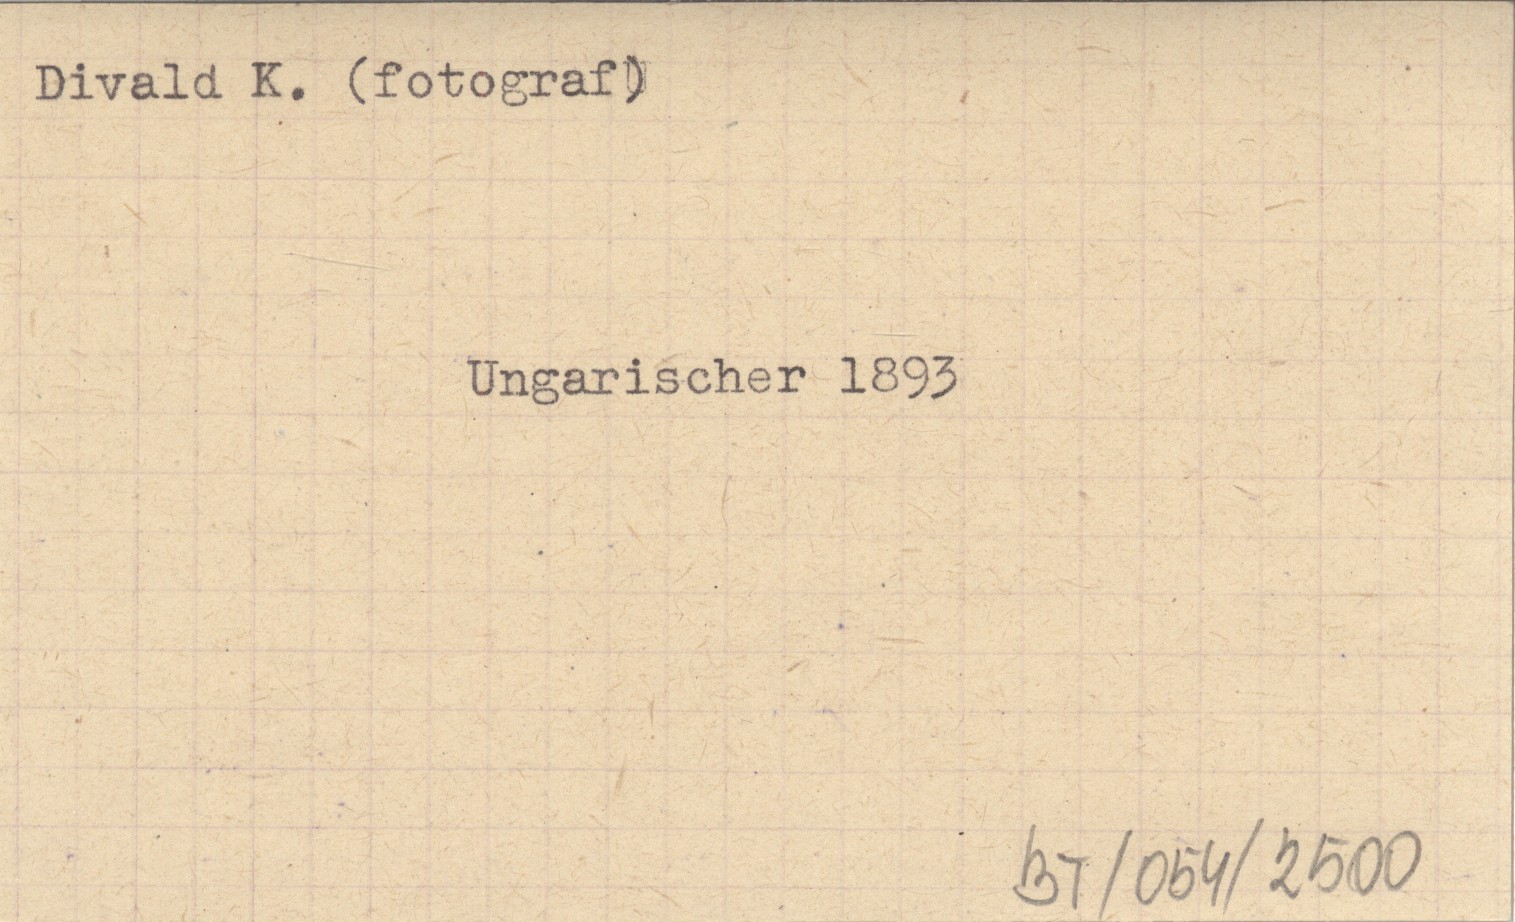 Divald K. (fotograf)
Ungarischer 1893
BT/054/2500